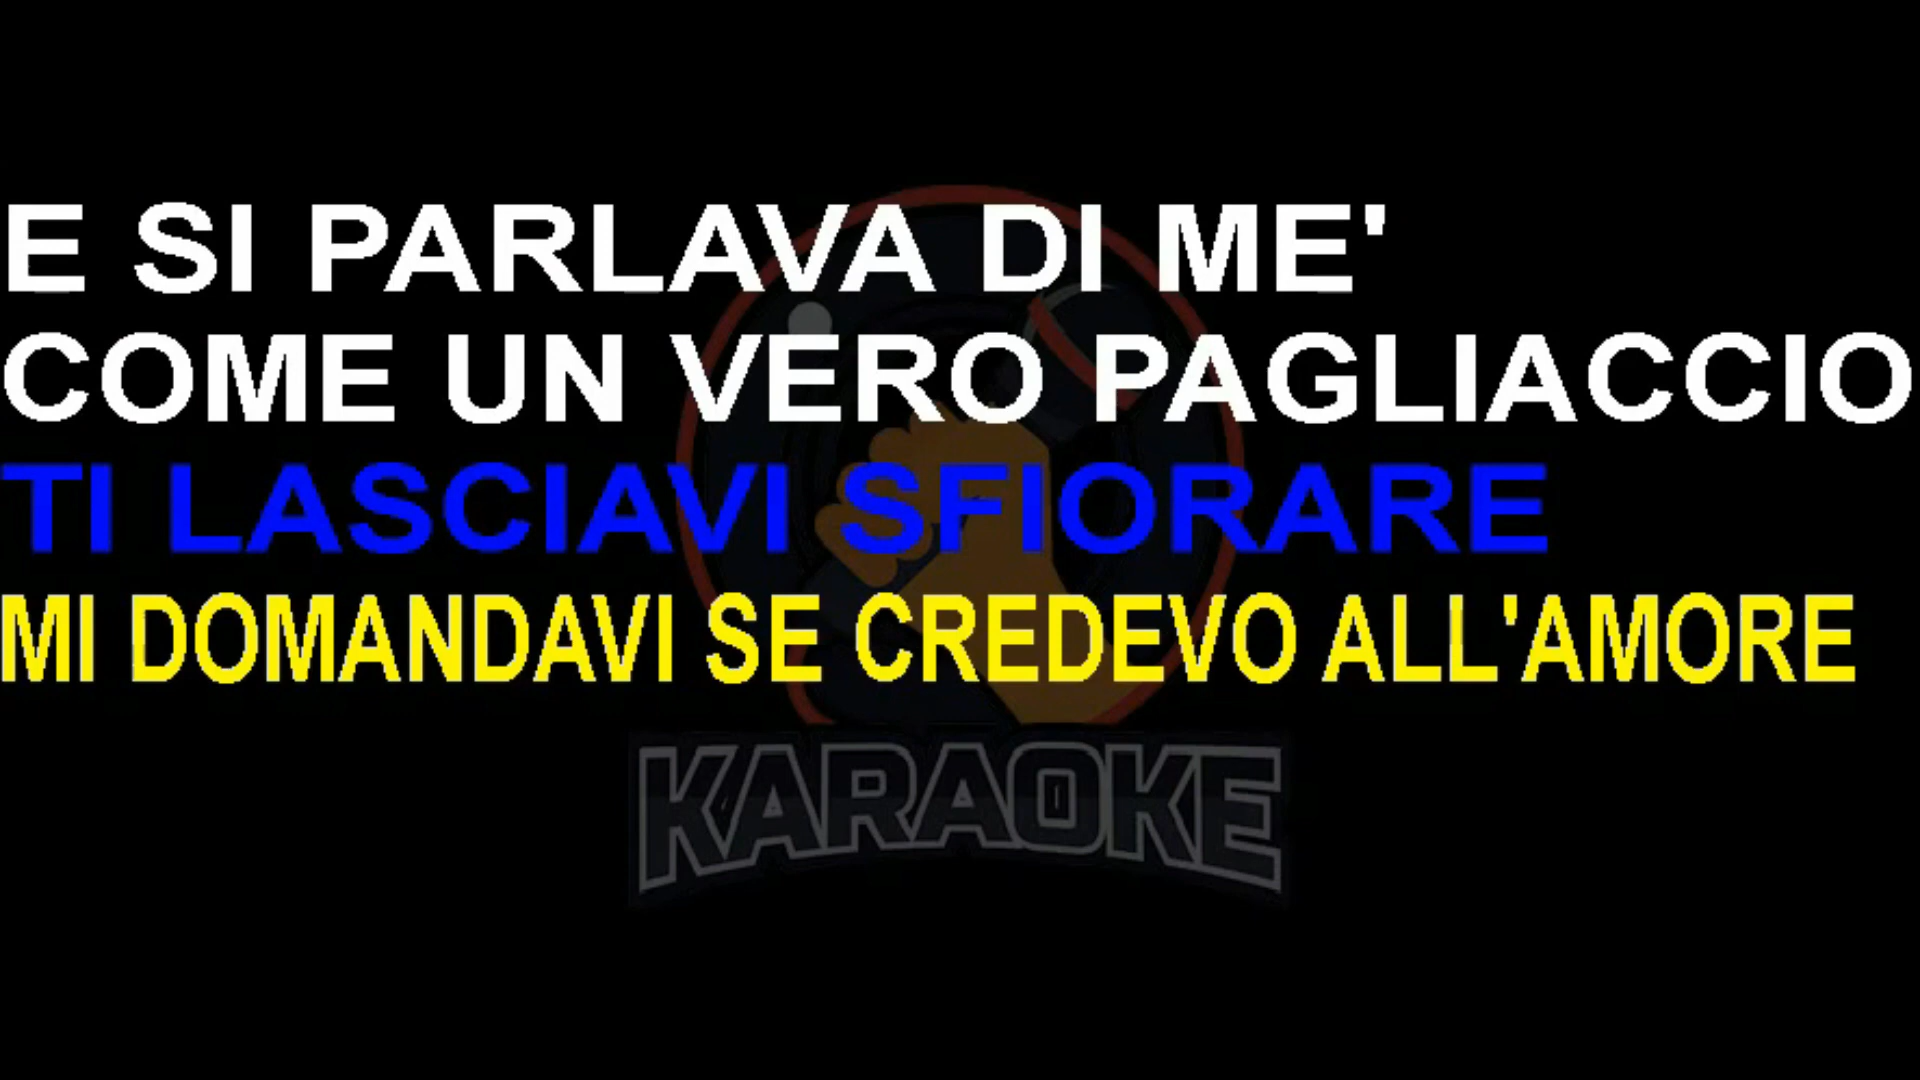 E SI PARLAVA DI ME'
COME UN VERO PAGLIACCIO
TI LASCIAVI SFIORARE
MI DOMANDAVI SE CREDEVO ALL'AMORE
KARAOKE